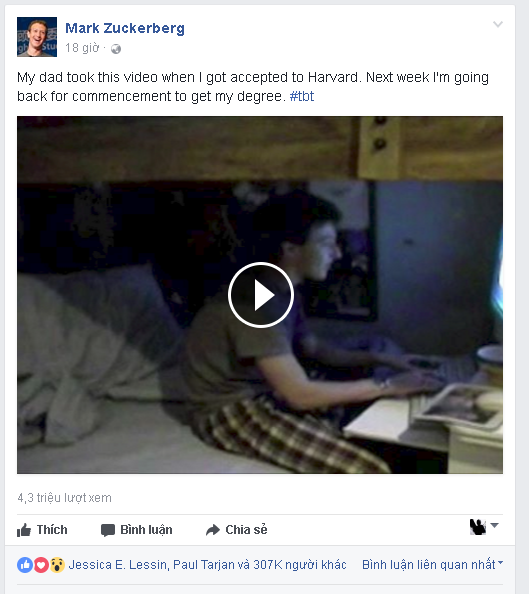 Mark Zuckerberg
18 giờ ·
My dad took this video when I got accepted to Harvard. Next week I'm going
back for commencement to get my degree. #tbt
4,3 triệu lượt xem
Thích Bình luận Chia sẻ
Jessica E. Lessin, Paul Tarjan và 307K người khác Bình luận liên quan nhất